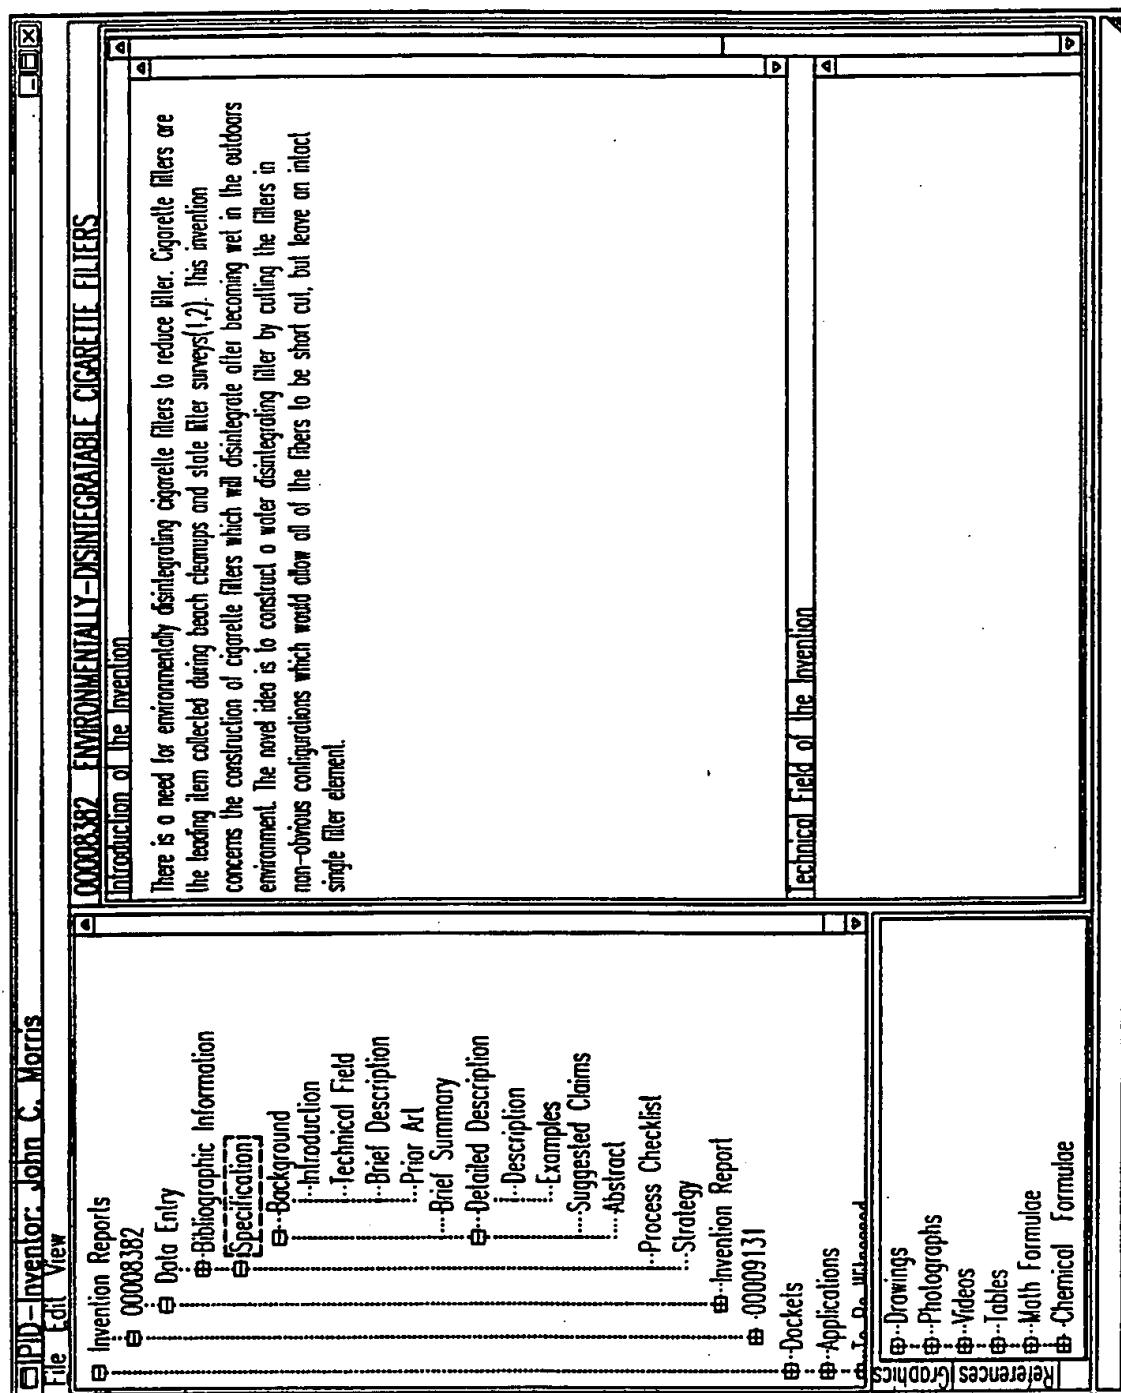 IPID-Inventor: John C. Morris
File Edit View
Invention Reports
00008382
Data Entry
Bibliographic Information
Specification
Background
Introduction
Technical Field
Brief Description
Prior Art
Brief Summary
Detailed Description
Description
Examples
Suggested Claims
Abstract
Process Checklist
Strategy
Invention Report
00009131
Dockets
Applications
To Be Witnessed
References
Graphics
Drawings
Photographs
Videos
Tables
Math Formulae
Chemical Formulae
00008382 ENVIRONMENTALLY-DISINTEGRATABLE CIGARETTE FILTERS
Introduction of the Invention
There is a need for environmentally disintegrating cigarette filters to reduce litter. Cigarette filters are
the leading item collected during beach cleanups and state litter surveys(1,2). This invention
concerns the construction of cigarette filters which will disintegrate after becoming wet in the outdoors
environment. The novel idea is to construct a water disintegrating filter by cutting the filters in
non-obvious configurations which would allow all of the fibers to be short cut, but leave an intact
single filter element.
Technical Field of the Invention